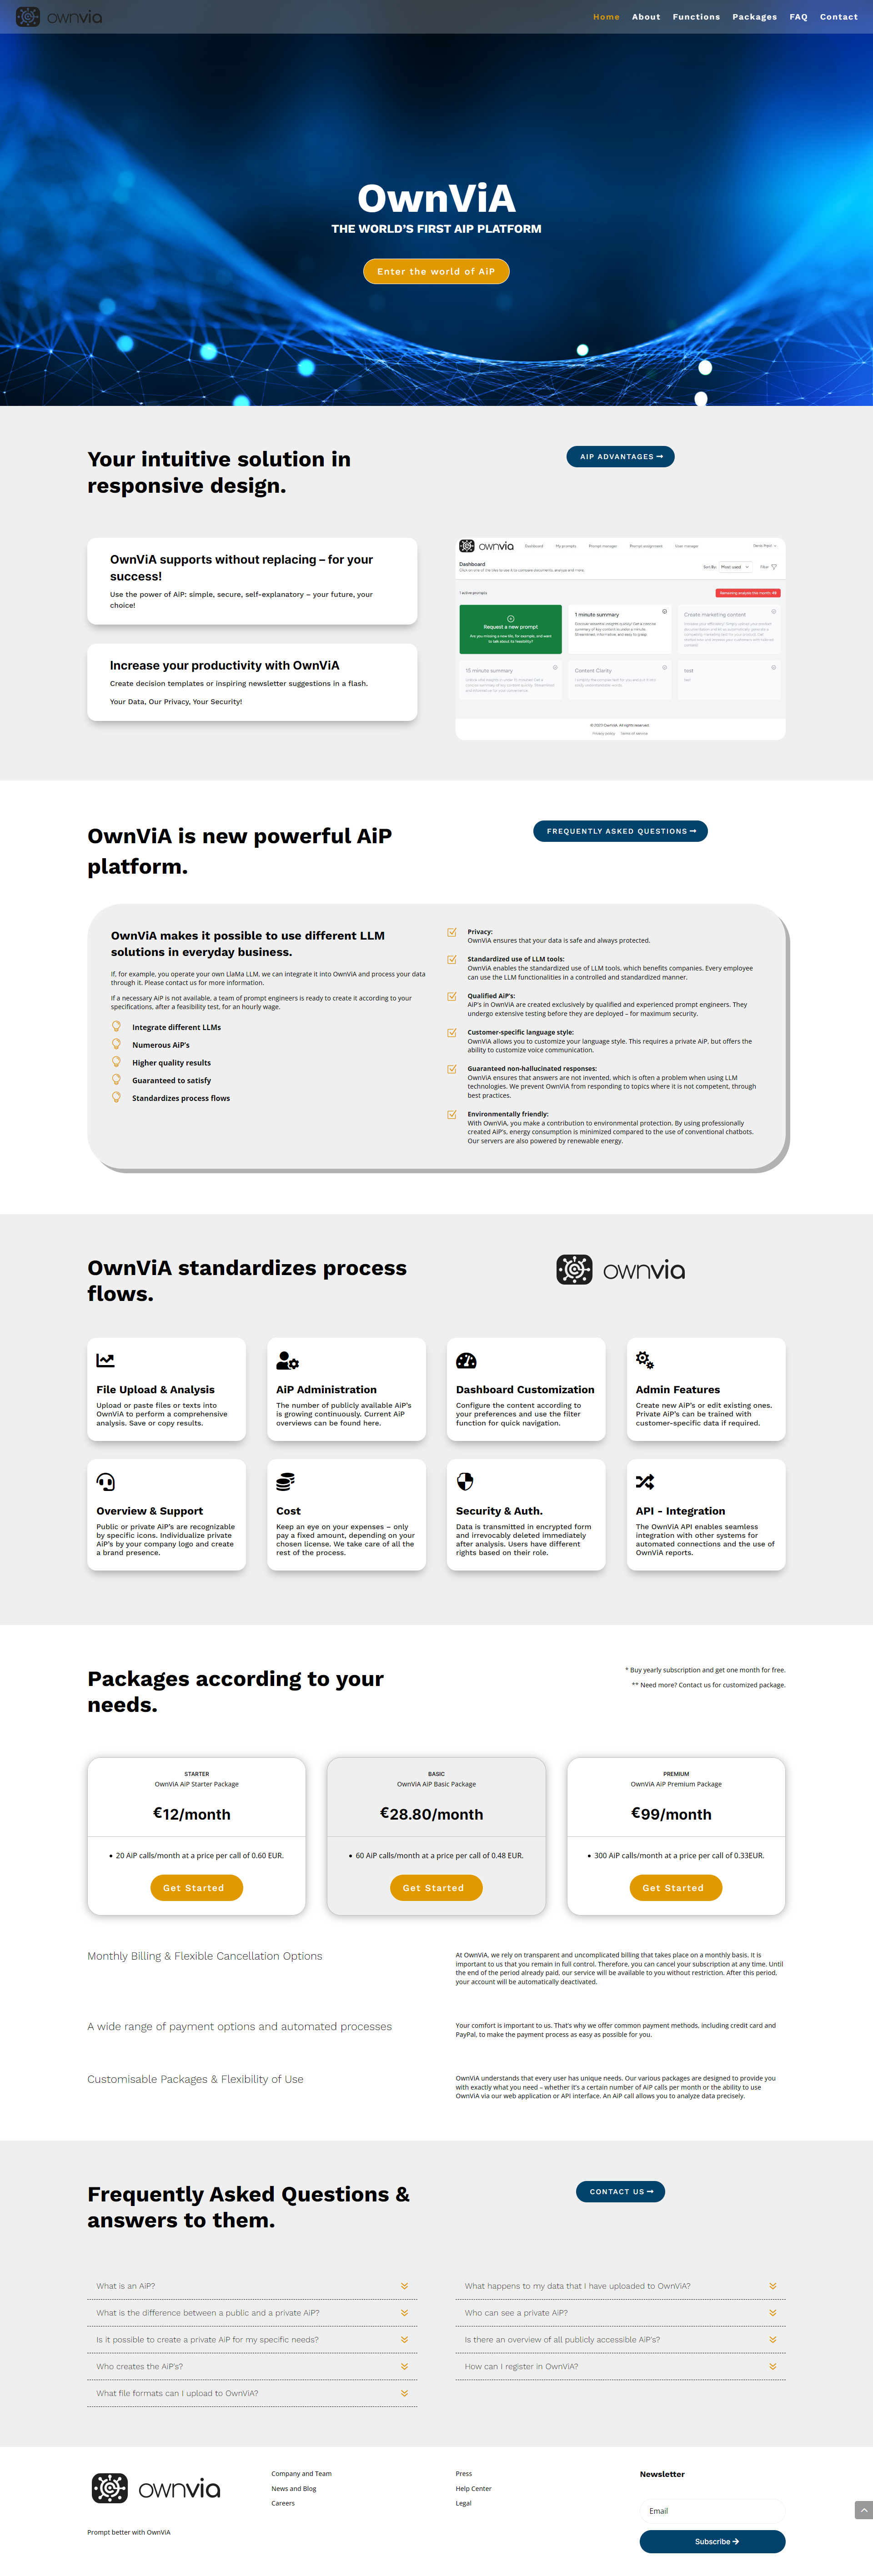 ownvia
Home About Functions Packages FAQ Contact
OwnViA
THE WORLD'S FIRST AIP PLATFORM
Enter the world of AiP
Your intuitive solution in
responsive design.
AIP ADVANTAGES
OwnViA supports without replacing – for your
success!
Use the power of AiP: simple, secure, self-explanatory – your future, your
choice!
Increase your productivity with OwnViA
Create decision templates or inspiring newsletter suggestions in a flash.
Your Data, Our Privacy, Your Security!
ownvia
Dashboard My prompts Prompt manager Prompt assignment User manager
Dashboard
Sort By: Most used Filter
1 active prompts
Remaining analysis this month: 48
Request a new prompt
1 minute summary
Create marketing content
15 minute summary
Content Clarity
test
© 2023 OwnViA. All rights reserved.
Privacy policy Terms of service
OwnViA is new powerful AiP
platform.
FREQUENTLY ASKED QUESTIONS
OwnViA makes it possible to use different LLM
solutions in everyday business.
If, for example, you operate your own LlaMa LLM, we can integrate it into OwnViA and process your data
through it. Please contact us for more information.
If a necessary AiP is not available, a team of prompt engineers is ready to create it according to your
specifications, after a feasibility test, for an hourly wage.
Integrate different LLMs
Numerous AiP's
Higher quality results
Guaranteed to satisfy
Standardizes process flows
Privacy:
OwnViA ensures that your data is safe and always protected.
Standardized use of LLM tools:
OwnViA enables the standardized use of LLM tools, which benefits companies. Every employee
can use the LLM functionalities in a controlled and standardized manner.
Qualified AiP's:
AiP's in OwnViA are created exclusively by qualified and experienced prompt engineers. They
undergo extensive testing before they are deployed – for maximum security.
Customer-specific language style:
OwnViA allows you to customize your language style. This requires a private AiP, but offers the
ability to customize voice communication.
Guaranteed non-hallucinated responses:
OwnViA ensures that answers are not invented, which is often a problem when using LLM
technologies. We prevent OwnViA from responding to topics where it is not competent, through
best practices.
Environmentally friendly:
With OwnViA, you make a contribution to environmental protection. By using professionally
created AiP's, energy consumption is minimized compared to the use of conventional chatbots.
Our servers are also powered by renewable energy.
OwnViA standardizes process
flows.
ownvia
File Upload & Analysis
Upload or paste files or texts into
OwnViA to perform a comprehensive
analysis. Save or copy results.
AiP Administration
The number of publicly available AiP's
is growing continuously. Current AiP
overviews can be found here.
Dashboard Customization
Configure the content according to
your preferences and use the filter
function for quick navigation.
Admin Features
Create new AiP's or edit existing ones.
Private AiP's can be trained with
customer-specific data if required.
Overview & Support
Public or private AiP's are recognizable
by specific icons. Individualize private
AiP's by your company logo and create
a brand presence.
Cost
Keep an eye on your expenses – only
pay a fixed amount, depending on your
chosen license. We take care of all the
rest of the process.
Security & Auth.
Data is transmitted in encrypted form
and irrevocably deleted immediately
after analysis. Users have different
rights based on their role.
API - Integration
The OwnViA API enables seamless
integration with other systems for
automated connections and the use of
OwnViA reports.
Packages according to your
needs.
* Buy yearly subscription and get one month for free.
** Need more? Contact us for customized package.
STARTER
OwnViA AiP Starter Package
€12/month
20 AiP calls/month at a price per call of 0.60 EUR.
Get Started
BASIC
OwnViA AiP Basic Package
€28.80/month
60 AiP calls/month at a price per call of 0.48 EUR.
Get Started
PREMIUM
OwnViA AiP Premium Package
€99/month
300 AiP calls/month at a price per call of 0.33EUR.
Get Started
Monthly Billing & Flexible Cancellation Options
At OwnViA, we rely on transparent and uncomplicated billing that takes place on a monthly basis. It is
important to us that you remain in full control. Therefore, you can cancel your subscription at any time. Until
the end of the period already paid, our service will be available to you without restriction. After this period,
your account will be automatically deactivated.
A wide range of payment options and automated processes
Your comfort is important to us. That's why we offer common payment methods, including credit card and
PayPal, to make the payment process as easy as possible for you.
Customisable Packages & Flexibility of Use
OwnViA understands that every user has unique needs. Our various packages are designed to provide you
with exactly what you need – whether it's a certain number of AiP calls per month or the ability to use
OwnViA via our web application or API interface. An AiP call allows you to analyze data precisely.
Frequently Asked Questions &
answers to them.
CONTACT US
What is an AiP?
What is the difference between a public and a private AiP?
Is it possible to create a private AiP for my specific needs?
Who creates the AiP's?
What file formats can I upload to OwnViA?
What happens to my data that I have uploaded to OwnViA?
Who can see a private AiP?
Is there an overview of all publicly accessible AiP's?
How can I register in OwnViA?
ownvia
Prompt better with OwnViA
Company and Team
News and Blog
Careers
Press
Help Center
Legal
Newsletter
Email
Subscribe